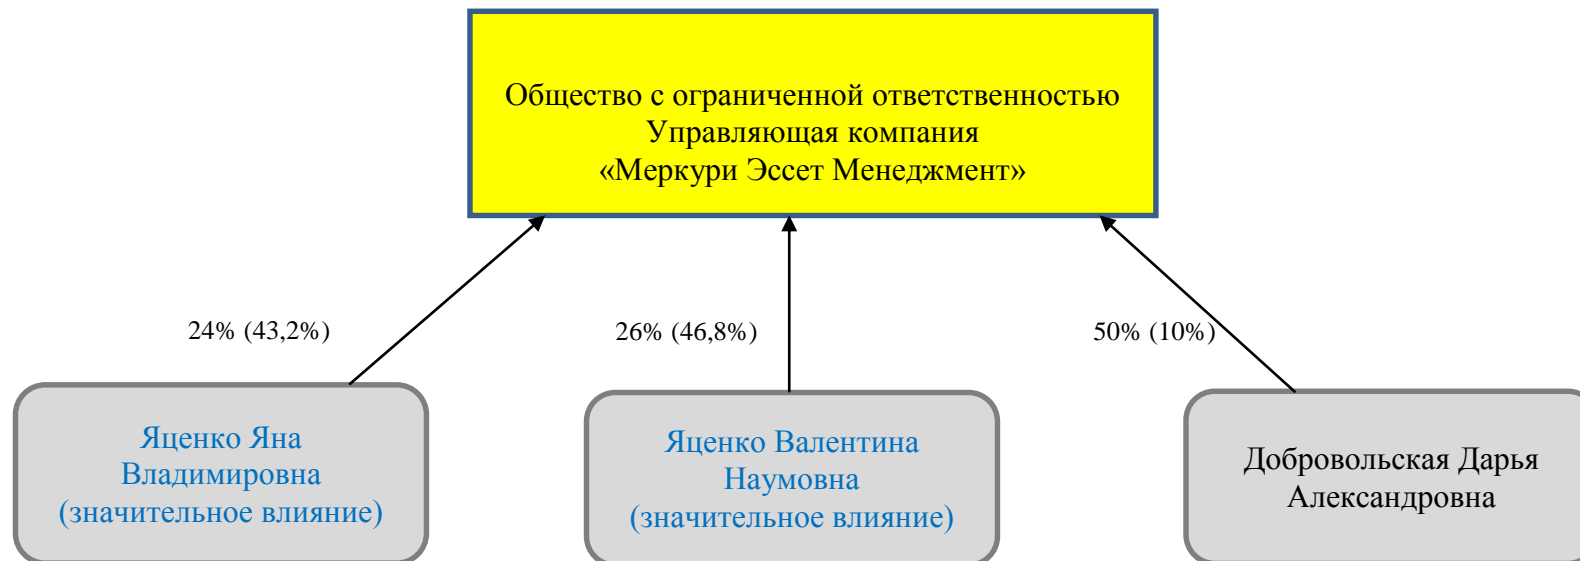 Общество с ограниченной ответственностью
Управляющая компания
«Меркури Эссет Менеджмент»
24% (43,2%)
26% (46,8%)
50% (10%)
Яценко Яна
Владимировна
(значительное влияние)
Яценко Валентина
Наумовна
(значительное влияние)
Добровольская Дарья
Александровна